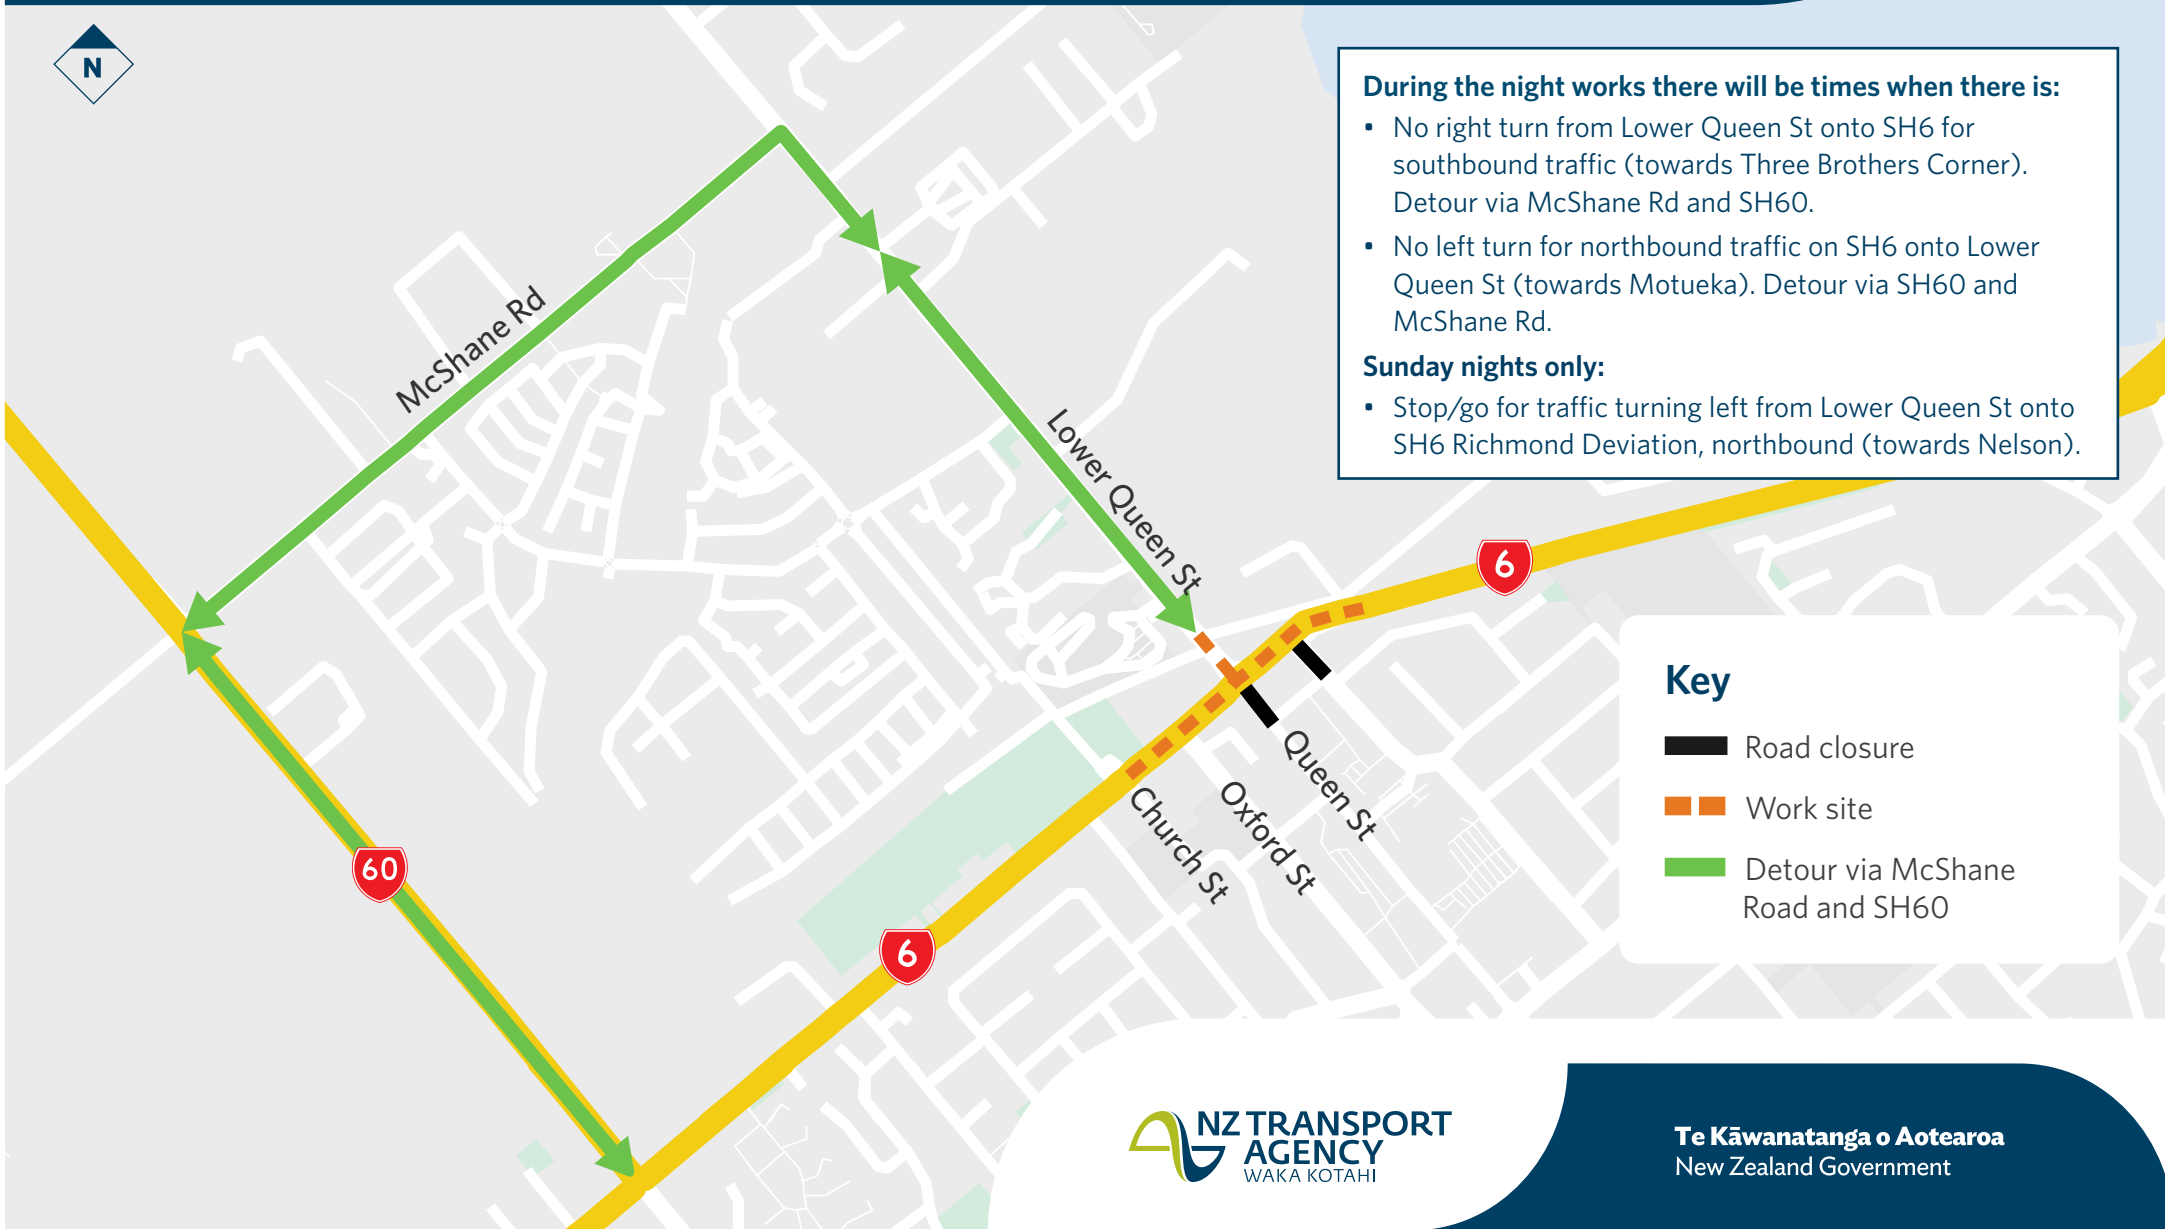 N
During the night works there will be times when there is:
• No right turn from Lower Queen St onto SH6 for
southbound traffic (towards Three Brothers Corner).
Detour via McShane Rd and SH60.
• No left turn for northbound traffic on SH6 onto Lower
Queen St (towards Motueka). Detour via SH60 and
McShane Rd.
Sunday nights only:
• Stop/go for traffic turning left from Lower Queen St onto
SH6 Richmond Deviation, northbound (towards Nelson).
McShane Rd
Lower Queen St
6
Queen St
Oxford St
Church St
60
6
Key
Road closure
Work site
Detour via McShane
Road and SH60
NZ TRANSPORT
AGENCY
WAKA KOTAHI
Te Kāwanatanga o Aotearoa
New Zealand Government